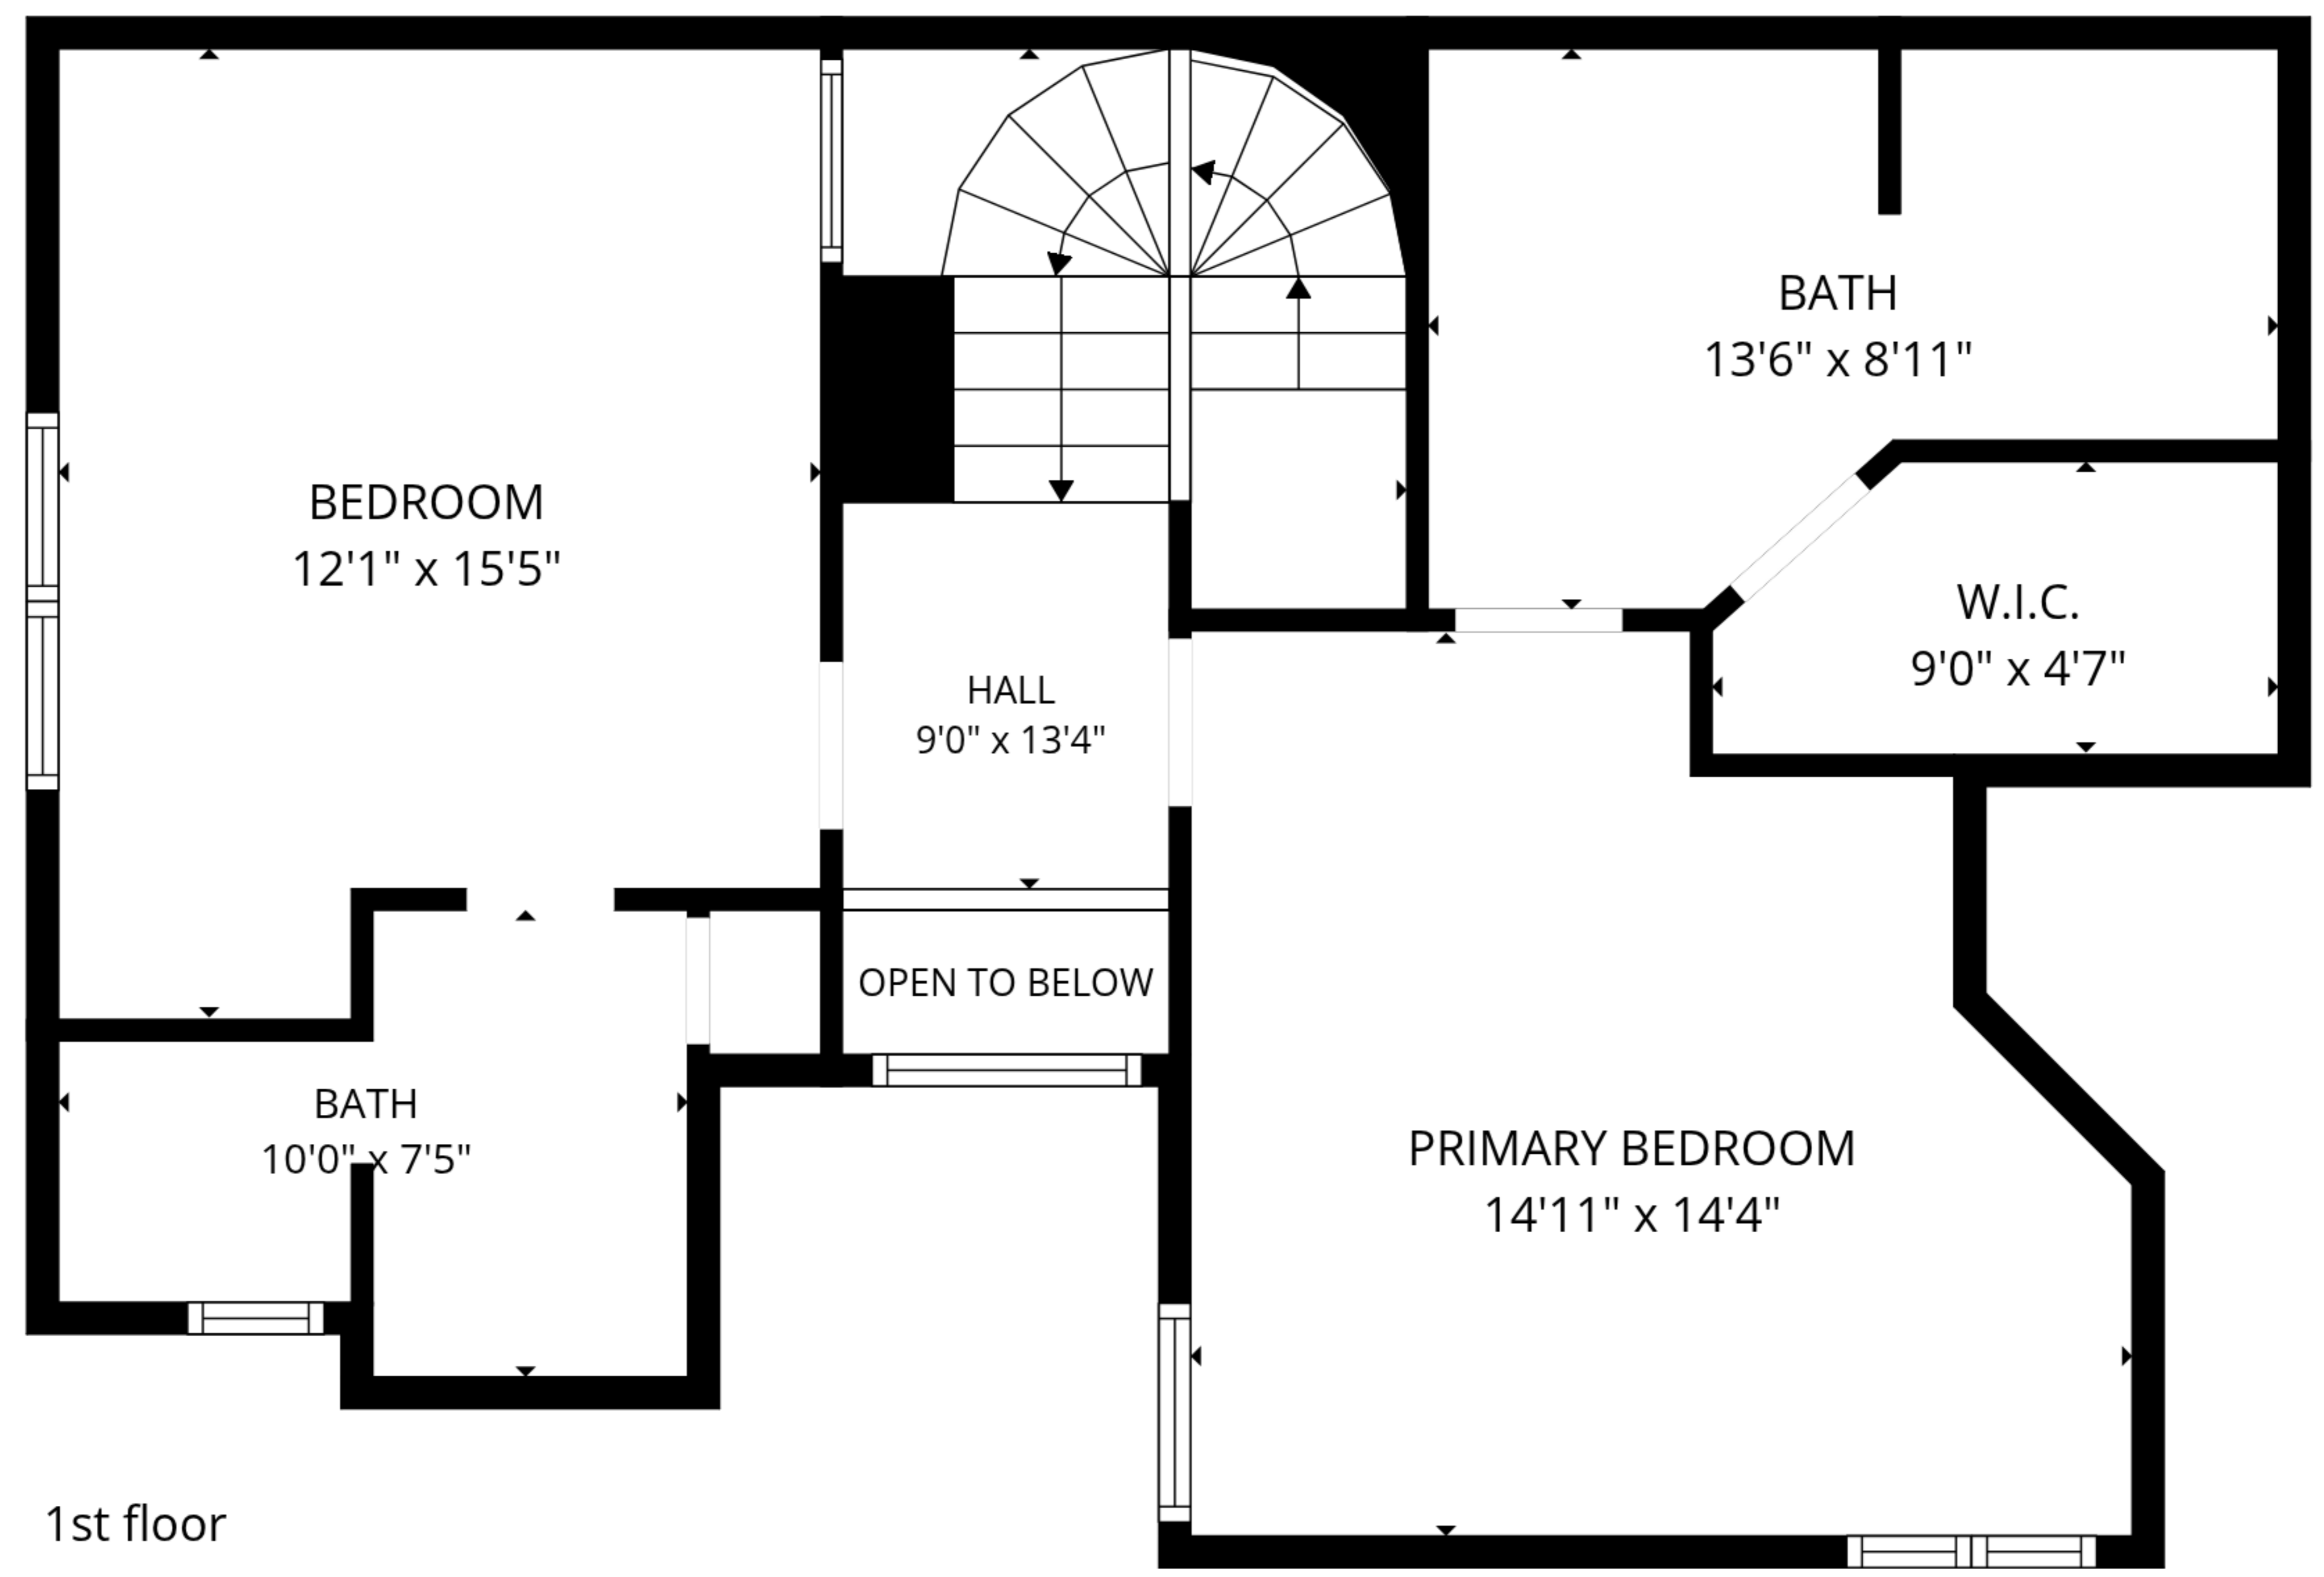 BATH
13'6" x 8'11"
BEDROOM
12'1" x 15'5"
W.I.C.
9'0" x 4'7"
HALL
9'0" x 13'4"
OPEN TO BELOW
BATH
10'0" x 7'5"
PRIMARY BEDROOM
14'11" x 14'4"
1st floor